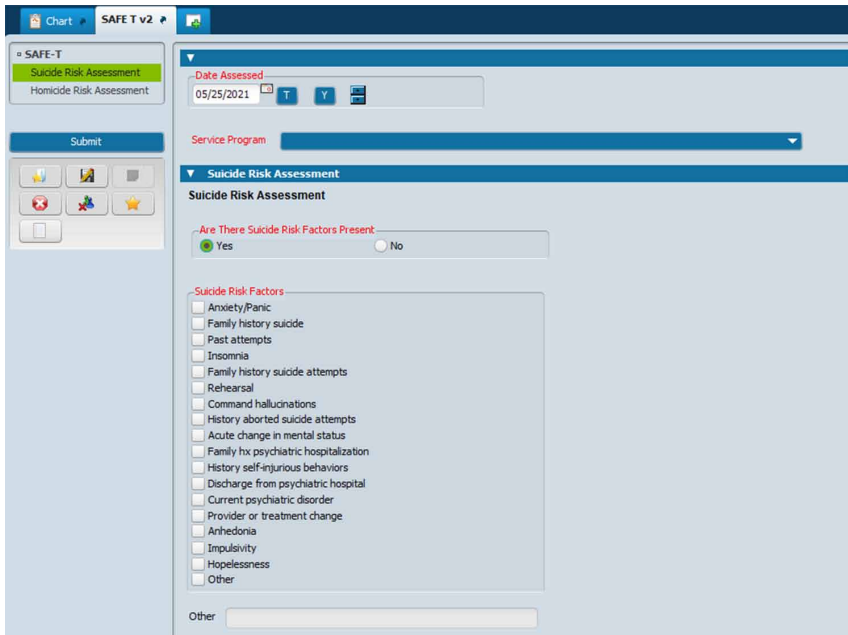 Chart
SAFE T v2
SAFE-T
Suicide Risk Assessment
Homicide Risk Assessment
Submit
Date Assessed
05/25/2021
T
Y
Service Program
Suicide Risk Assessment
Suicide Risk Assessment
Are There Suicide Risk Factors Present
Yes
No
Suicide Risk Factors
Anxiety/Panic
Family history suicide
Past attempts
Insomnia
Family history suicide attempts
Rehearsal
Command hallucinations
History aborted suicide attempts
Acute change in mental status
Family hx psychiatric hospitalization
History self-injurious behaviors
Discharge from psychiatric hospital
Current psychiatric disorder
Provider or treatment change
Anhedonia
Impulsivity
Hopelessness
Other
Other